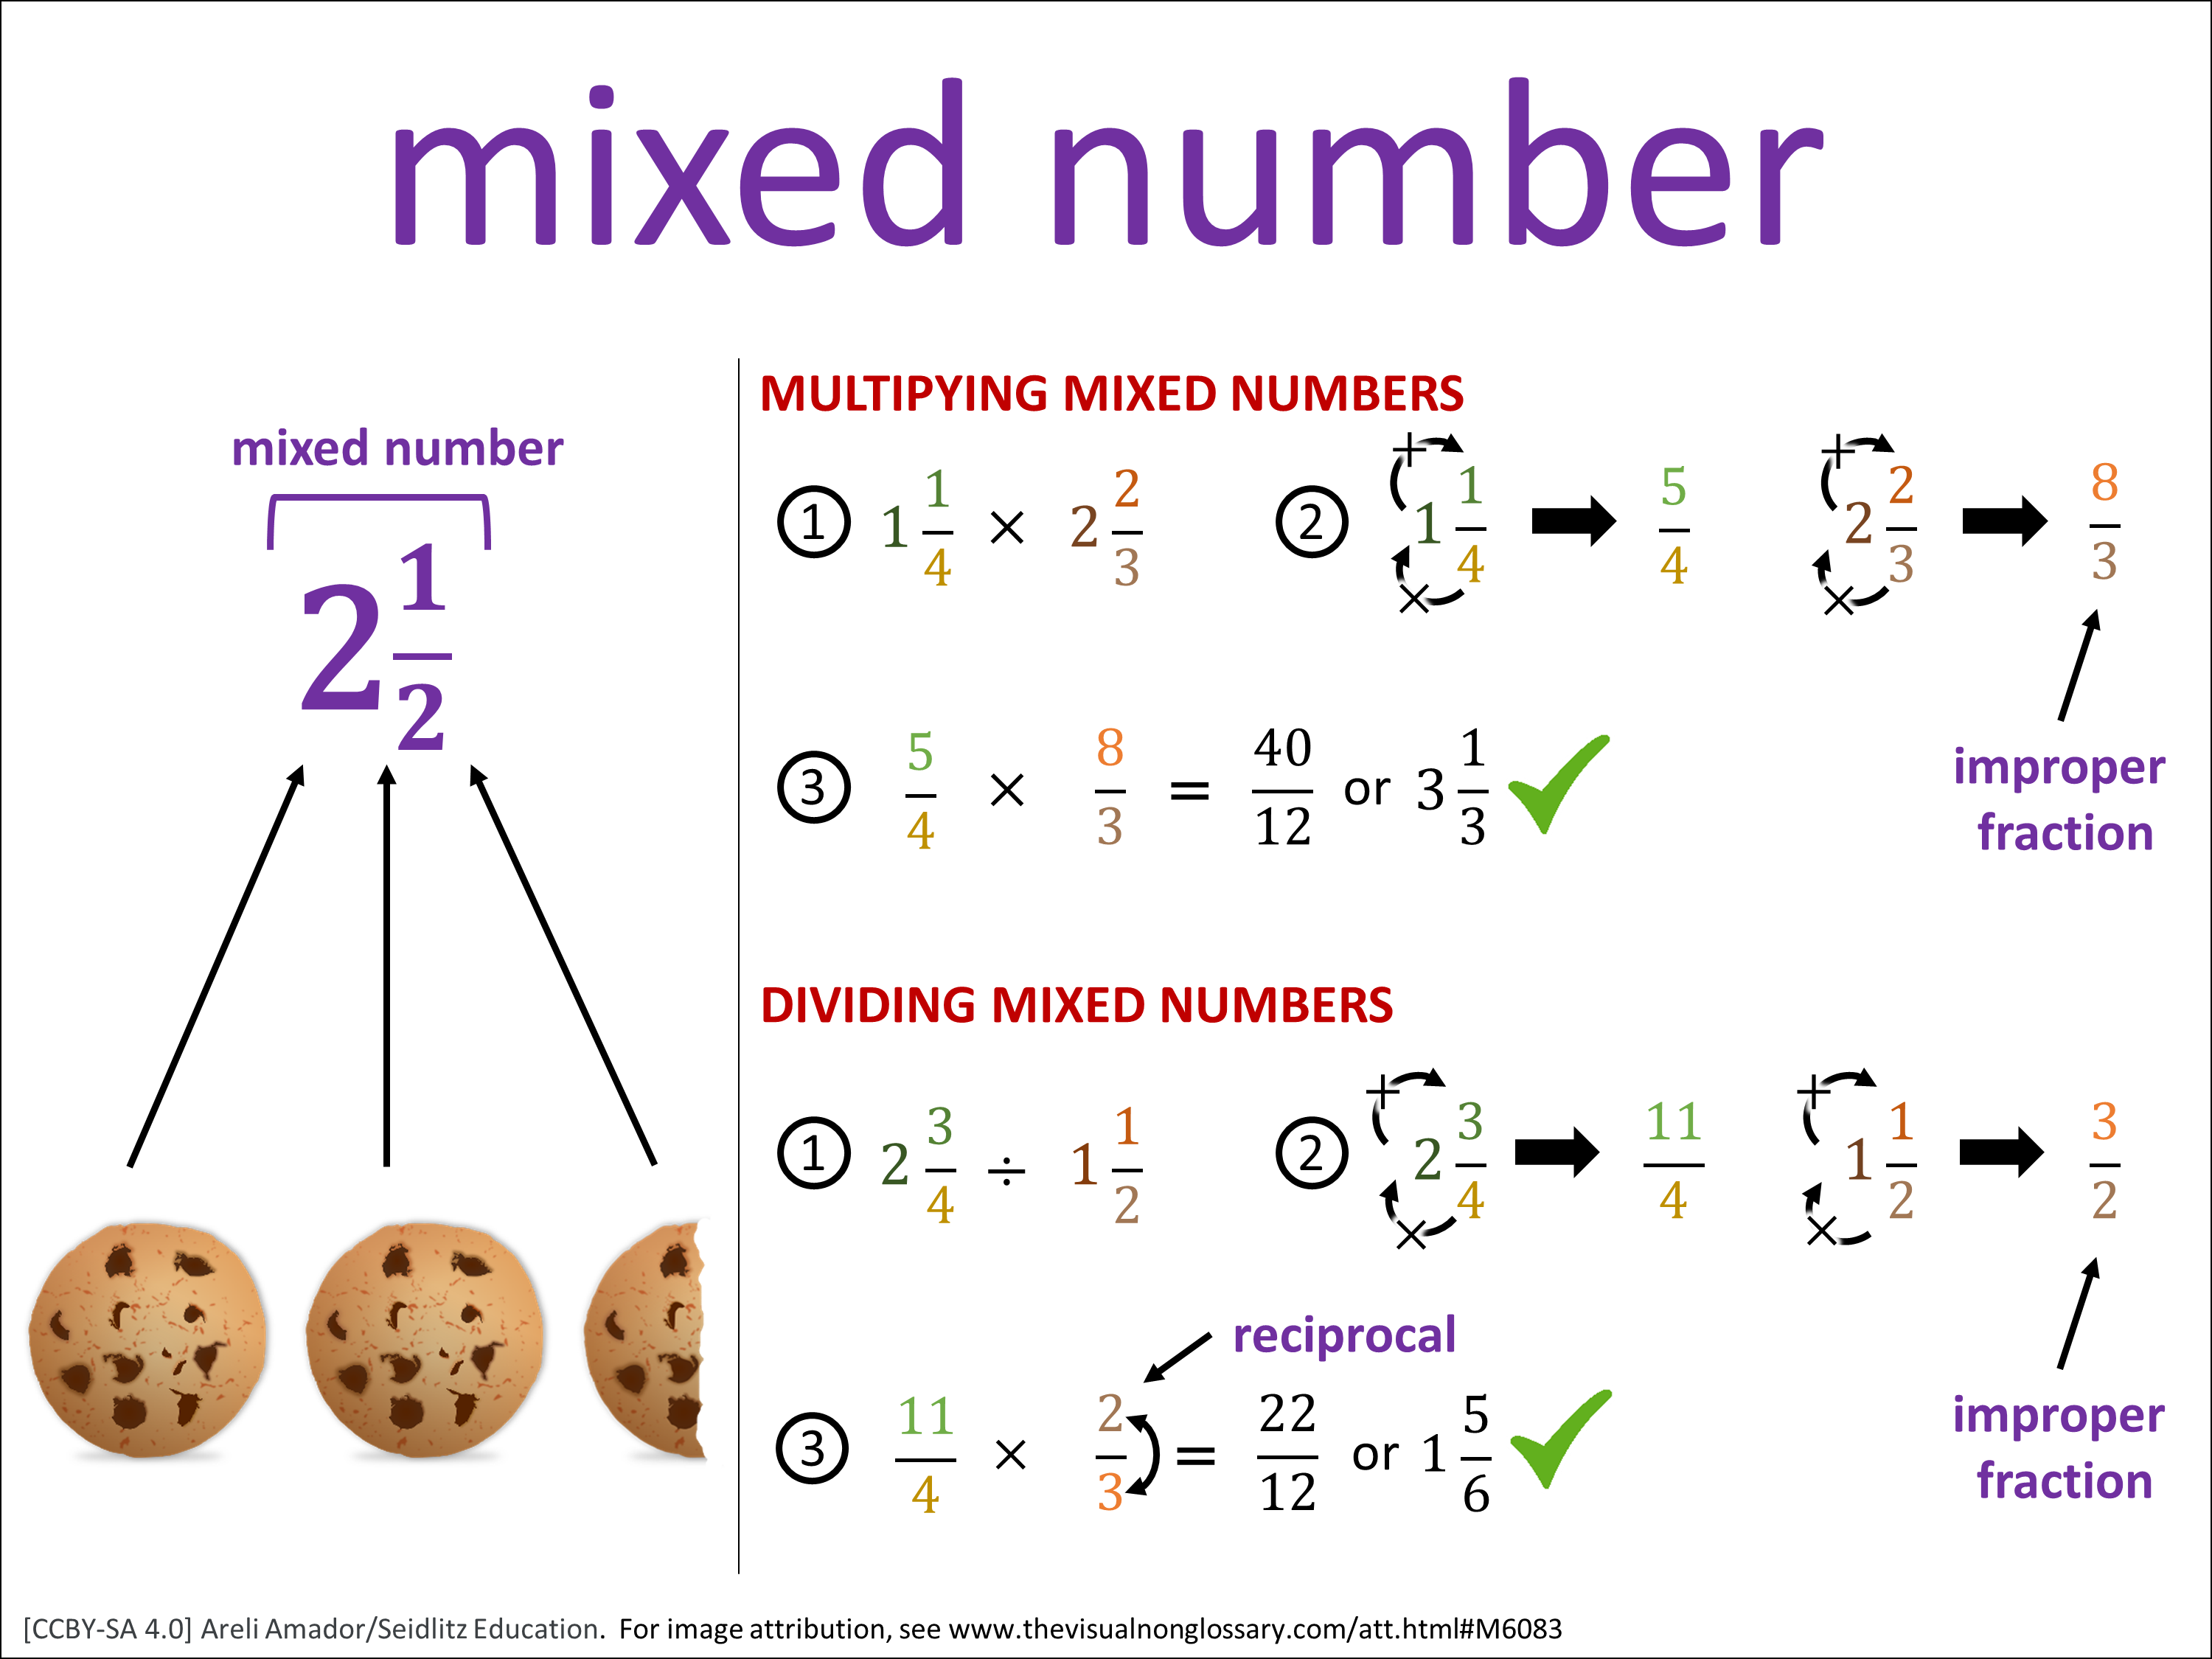 mixed number
mixed number
2 1/2
MULTIPYING MIXED NUMBERS
① 1 1/4 × 2 2/3 ② + 1 1/4 × ➡ 5/4 + 2 2/3 × ➡ 8/3
improper
fraction
③ 5/4 × 8/3 = 40/12 or 3 1/3 ✓
DIVIDING MIXED NUMBERS
① 2 3/4 ÷ 1 1/2 ② + 2 3/4 × ➡ 11/4 + 1 1/2 × ➡ 3/2
reciprocal
improper
fraction
③ 11/4 × 2/3 = 22/12 or 1 5/6 ✓
[CCBY-SA 4.0] Areli Amador/Seidlitz Education. For image attribution, see www.thevisualnonglossary.com/att.html#M6083